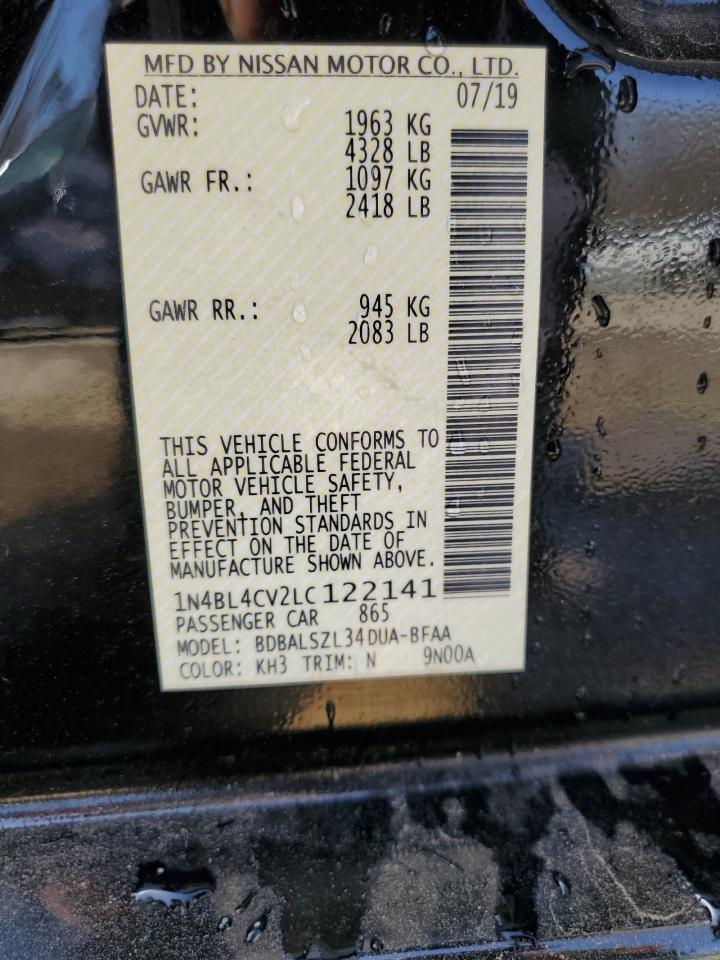 MFD BY NISSAN MOTOR CO., LTD.
DATE: 07/19
GVWR: 1963 KG
4328 LB
GAWR FR.: 1097 KG
2418 LB
GAWR RR.: 945 KG
2083 LB
THIS VEHICLE CONFORMS TO
ALL APPLICABLE FEDERAL
MOTOR VEHICLE SAFETY,
BUMPER, AND THEFT
PREVENTION STANDARDS IN
EFFECT ON THE DATE OF
MANUFACTURE SHOWN ABOVE.
1N4BL4CV2LC122141
PASSENGER CAR 865
MODEL: BDBALSZL34DUA-BFAA
COLOR: KH3 TRIM: N 9N00A